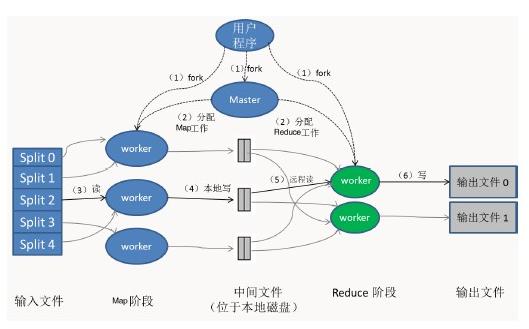 用户
程序
（1）fork
（1）fork
（1）fork
Master
（2）分配
Map工作
（2）分配
Reduce工作
worker
Split 0
Split 1
Split 2
Split 3
Split 4
（3）读
worker
（4）本地写
（5）远程读
worker
（6）写
输出文件 0
worker
输出文件 1
worker
输入文件
Map 阶段
中间文件
（位于本地磁盘）
Reduce 阶段
输出文件